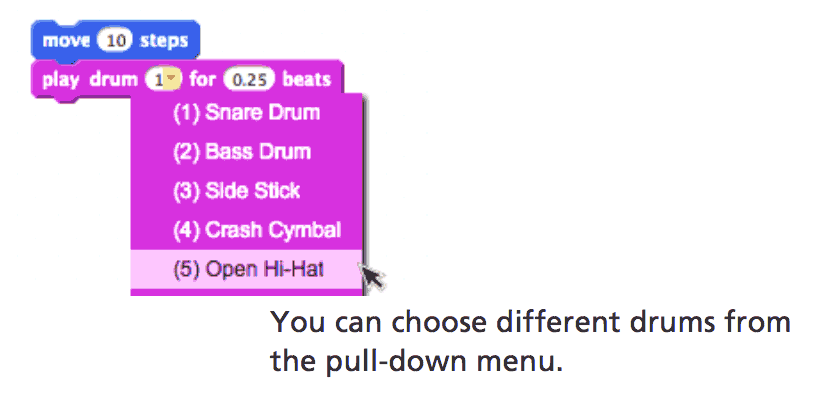 move 10 steps
play drum 1 for 0.25 beats
(1) Snare Drum
(2) Bass Drum
(3) Side Stick
(4) Crash Cymbal
(5) Open Hi-Hat
You can choose different drums from
the pull-down menu.